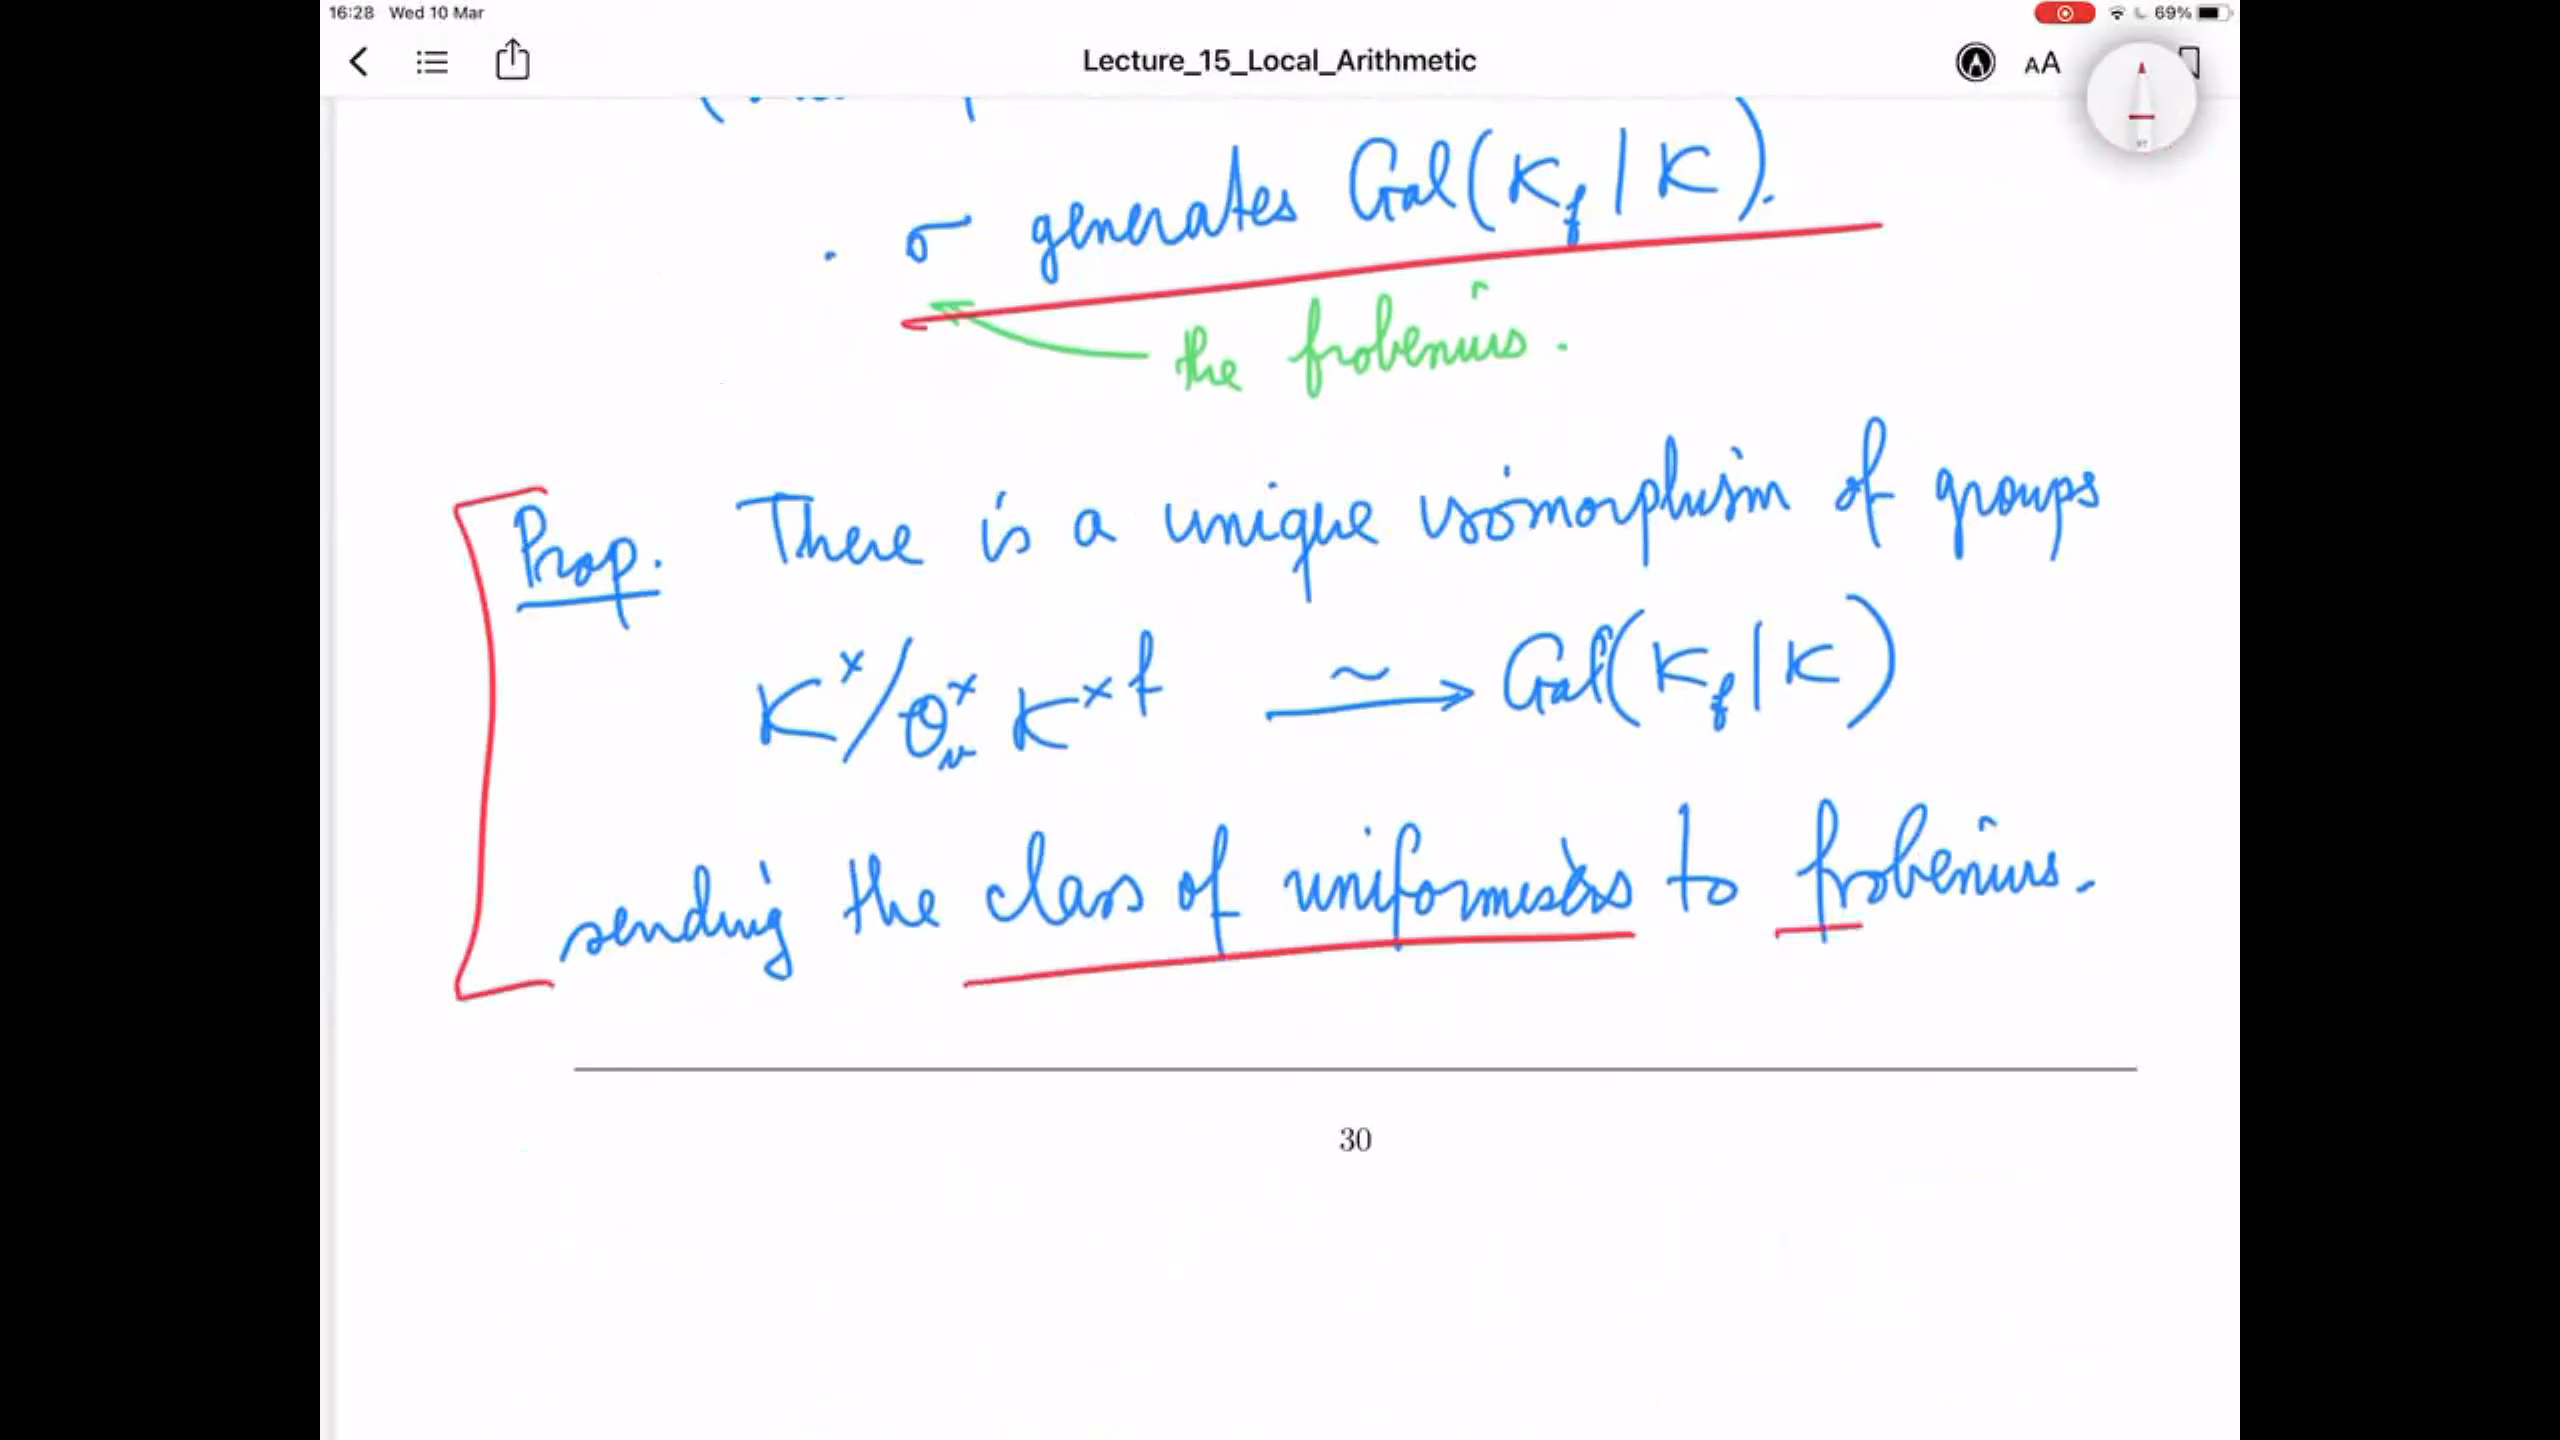 16:28 Wed 10 Mar
69%
Lecture_15_Local_Arithmetic
AA
. σ generates Gal(K_f | K).
the frobenius.
Prop. There is a unique isomorphism of groups
K^×/O_v^× K^{×f} ⥲ Gal(K_f | K)
sending the class of uniformisers to frobenius.
30